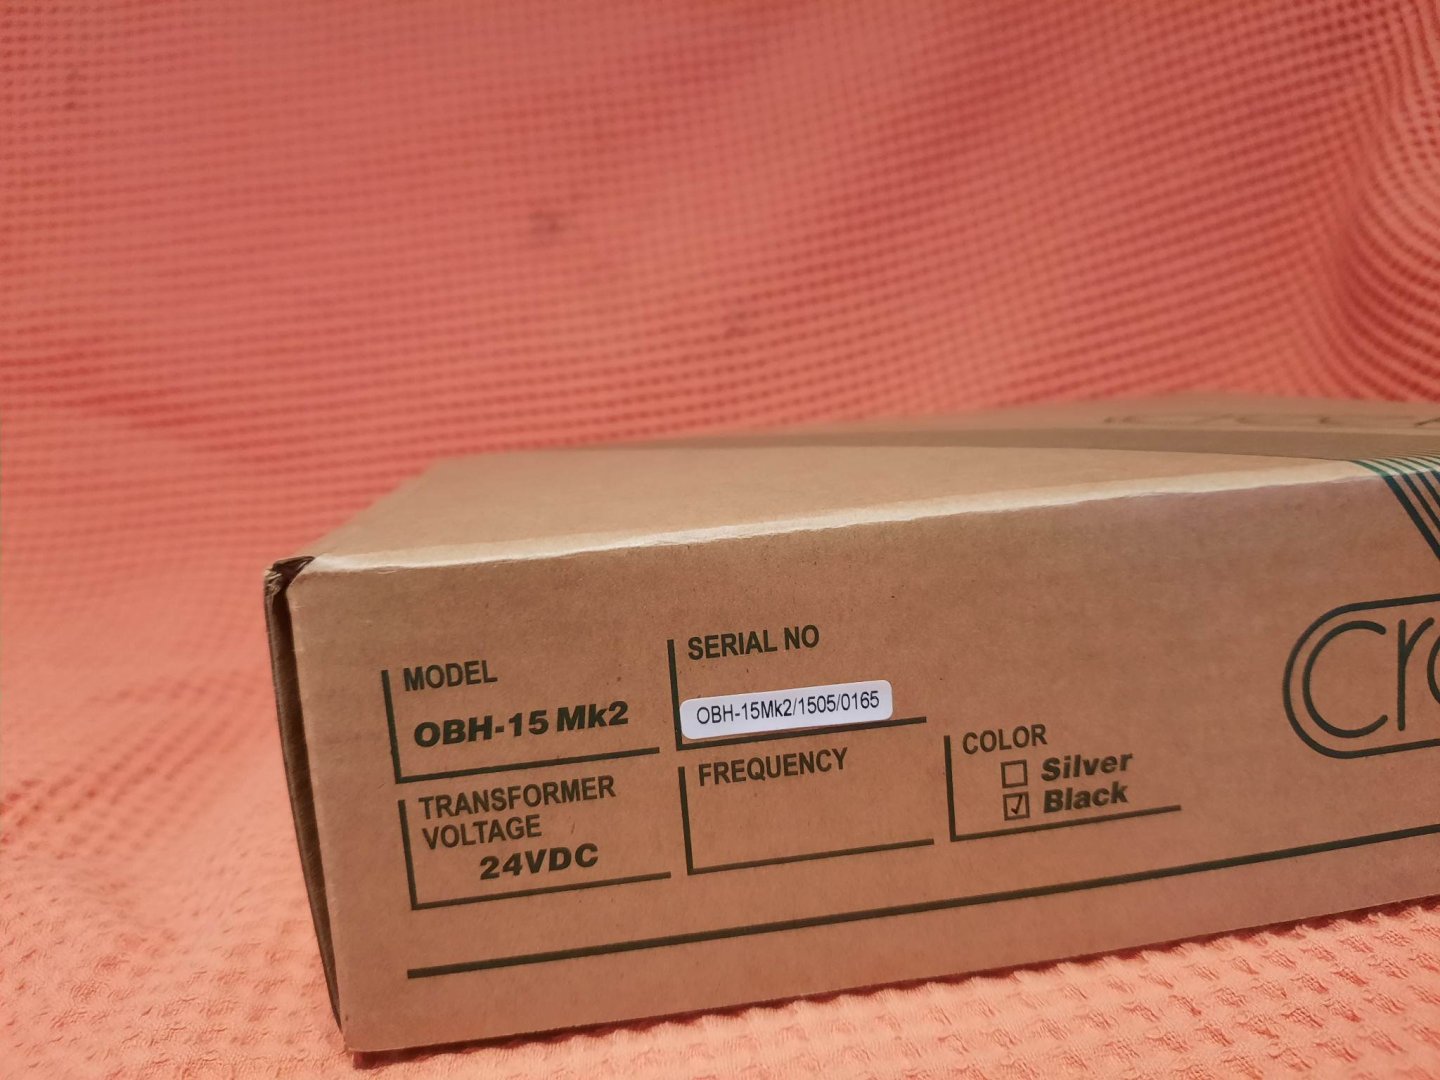 MODEL
OBH-15 Mk2
SERIAL NO
OBH-15Mk2/1505/0165
TRANSFORMER
VOLTAGE
24VDC
FREQUENCY
COLOR
Silver
Black